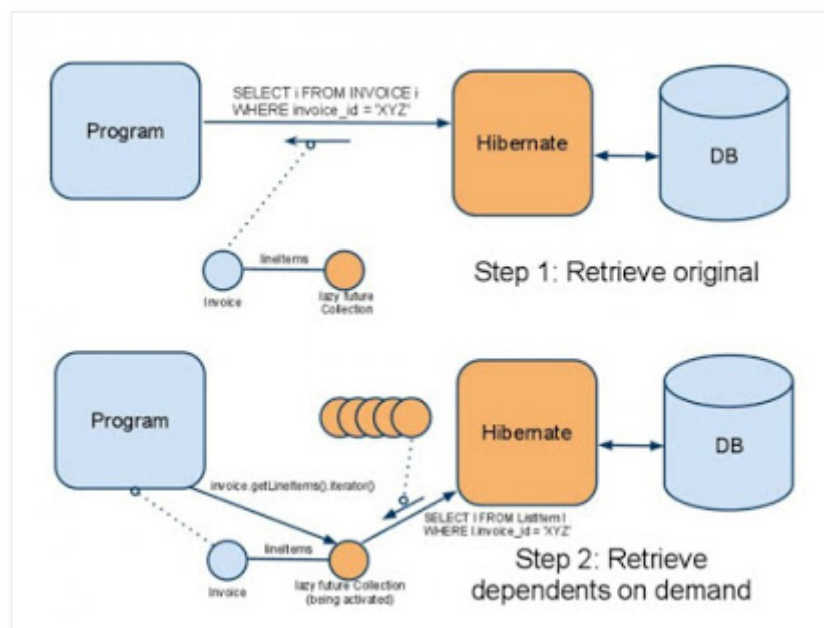 SELECT i FROM INVOICE i
WHERE invoice_id = 'XYZ'
Program
Hibernate
DB
lineItems
Invoice
lazy future
Collection
Step 1: Retrieve original
Program
Hibernate
DB
invoice.getLineItems().iterator()
SELECT l FROM ListItem l
WHERE l.invoice_id = 'XYZ'
lineItems
Invoice
lazy future Collection
(being activated)
Step 2: Retrieve
dependents on demand